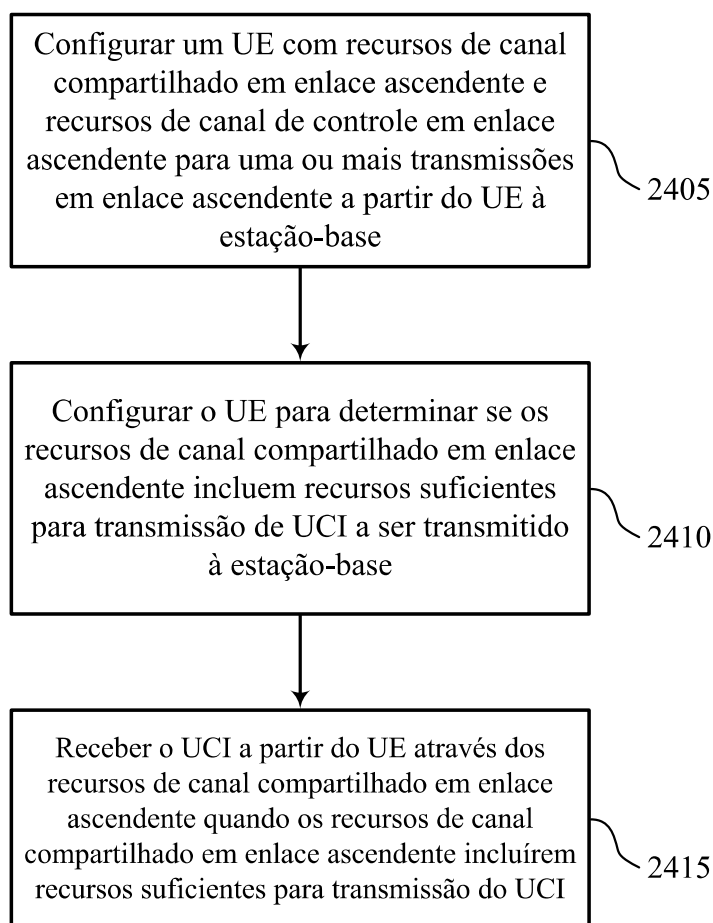 Configurar um UE com recursos de canal
compartilhado em enlace ascendente e
recursos de canal de controle em enlace
ascendente para uma ou mais transmissões
em enlace ascendente a partir do UE à
estação-base
2405
Configurar o UE para determinar se os
recursos de canal compartilhado em enlace
ascendente incluem recursos suficientes
para transmissão de UCI a ser transmitido
à estação-base
2410
Receber o UCI a partir do UE através dos
recursos de canal compartilhado em enlace
ascendente quando os recursos de canal
compartilhado em enlace ascendente incluírem
recursos suficientes para transmissão do UCI
2415